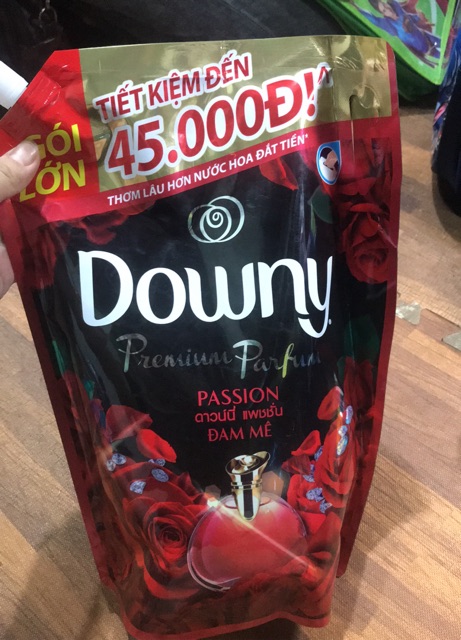 GÓI
LỚN
TIẾT KIỆM ĐẾN
45.000Đ!^
THƠM LÂU HƠN NƯỚC HOA ĐẮT TIỀN*
Downy
Premium Parfum
PASSION
ดาวน์นี่ แพชชั่น
ĐAM MÊ